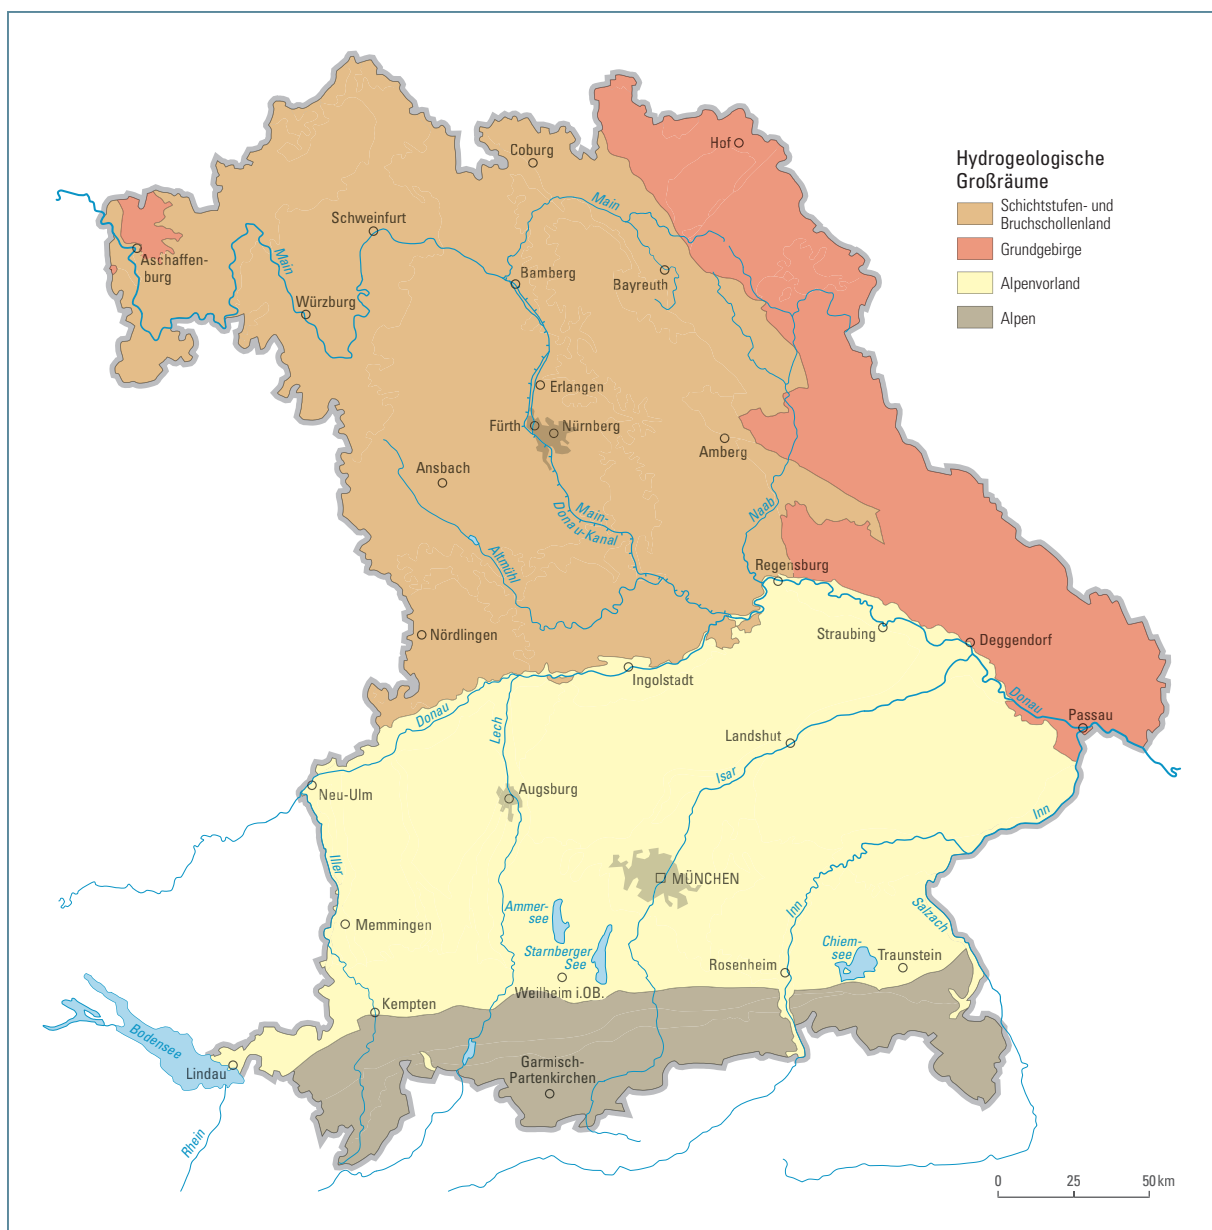 Hof
Coburg
Main
Schweinfurt
Aschaffen-
burg
Main
Bamberg
Bayreuth
Würzburg
Erlangen
Fürth
Nürnberg
Amberg
Ansbach
Main-
Donau-Kanal
Naab
Altmühl
Regensburg
Nördlingen
Straubing
Deggendorf
Ingolstadt
Donau
Donau
Passau
Lech
Landshut
Isar
Neu-Ulm
Augsburg
Inn
Iller
MÜNCHEN
Ammer-
see
Inn
Salzach
Memmingen
Starnberger
See
Chiem-
see
Traunstein
Rosenheim
Weilheim i.OB.
Kempten
Bodensee
Lindau
Garmisch-
Partenkirchen
Rhein
Hydrogeologische
Großräume
Schichtstufen- und
Bruchschollenland
Grundgebirge
Alpenvorland
Alpen
0 25 50 km